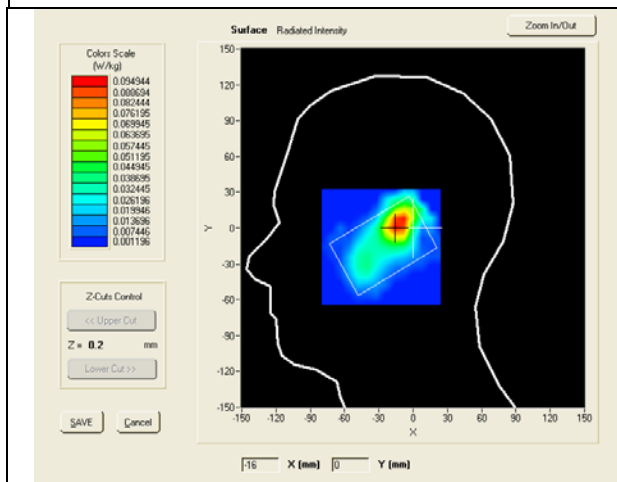 Surface Radiated Intensity
Zoom In/Out
Colors Scale
(W/kg)
0.094944
0.088694
0.082444
0.076195
0.069945
0.063695
0.057445
0.051195
0.044945
0.038695
0.032445
0.026196
0.019946
0.013696
0.007446
0.001196
Z-Cuts Control
<< Upper Cut
Z = 0.2 mm
Lower Cut >>
SAVE Cancel
150
120
90
60
30
0
-30
-60
-90
-120
-150
Y
-150 -120 -90 -60 -30 0 30 60 90 120 150
X
-16 X (mm) 0 Y (mm)